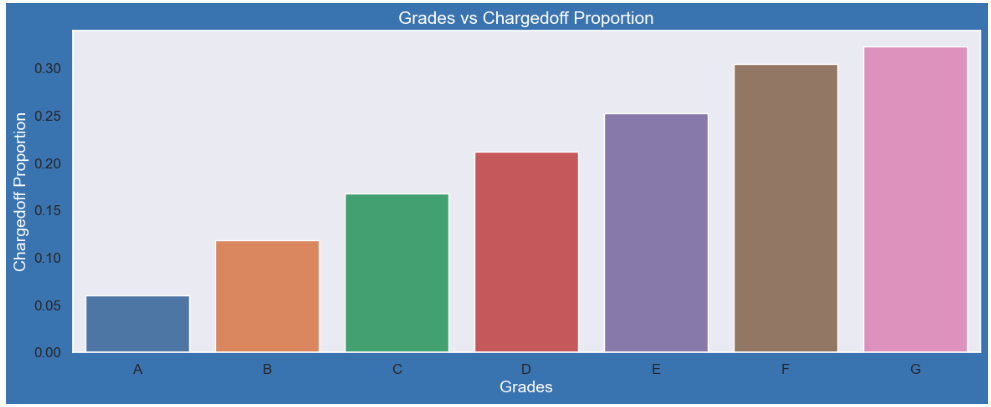 Grades vs Chargedoff Proportion
Chargedoff Proportion
0.30
0.25
0.20
0.15
0.10
0.05
0.00
A B C D E F G
Grades